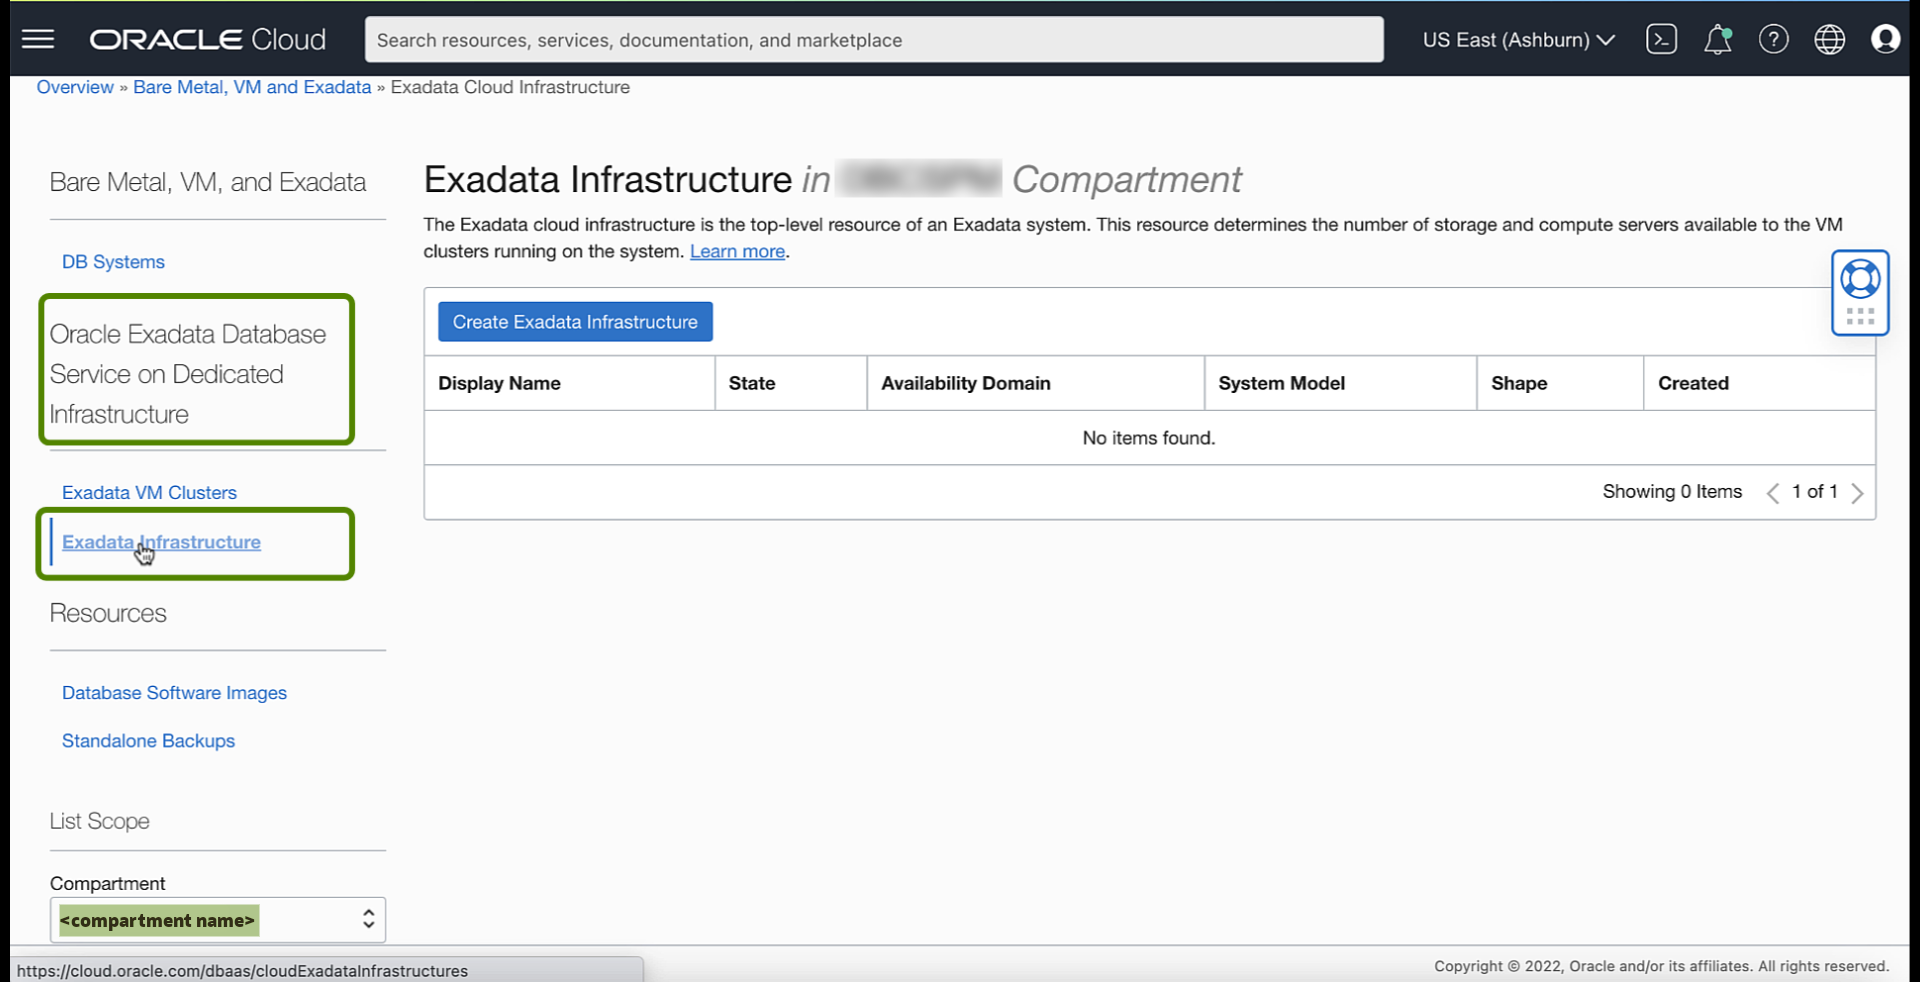 ORACLE Cloud
Search resources, services, documentation, and marketplace
US East (Ashburn)
Overview » Bare Metal, VM and Exadata » Exadata Cloud Infrastructure
Bare Metal, VM, and Exadata
DB Systems
Oracle Exadata Database
Service on Dedicated
Infrastructure
Exadata VM Clusters
Exadata Infrastructure
Resources
Database Software Images
Standalone Backups
List Scope
Compartment
<compartment name>
Exadata Infrastructure in Compartment
The Exadata cloud infrastructure is the top-level resource of an Exadata system. This resource determines the number of storage and compute servers available to the VM
clusters running on the system. Learn more.
Create Exadata Infrastructure
Display Name State Availability Domain System Model Shape Created
No items found.
Showing 0 Items < 1 of 1 >
https://cloud.oracle.com/dbaas/cloudExadataInfrastructures
Copyright © 2022, Oracle and/or its affiliates. All rights reserved.